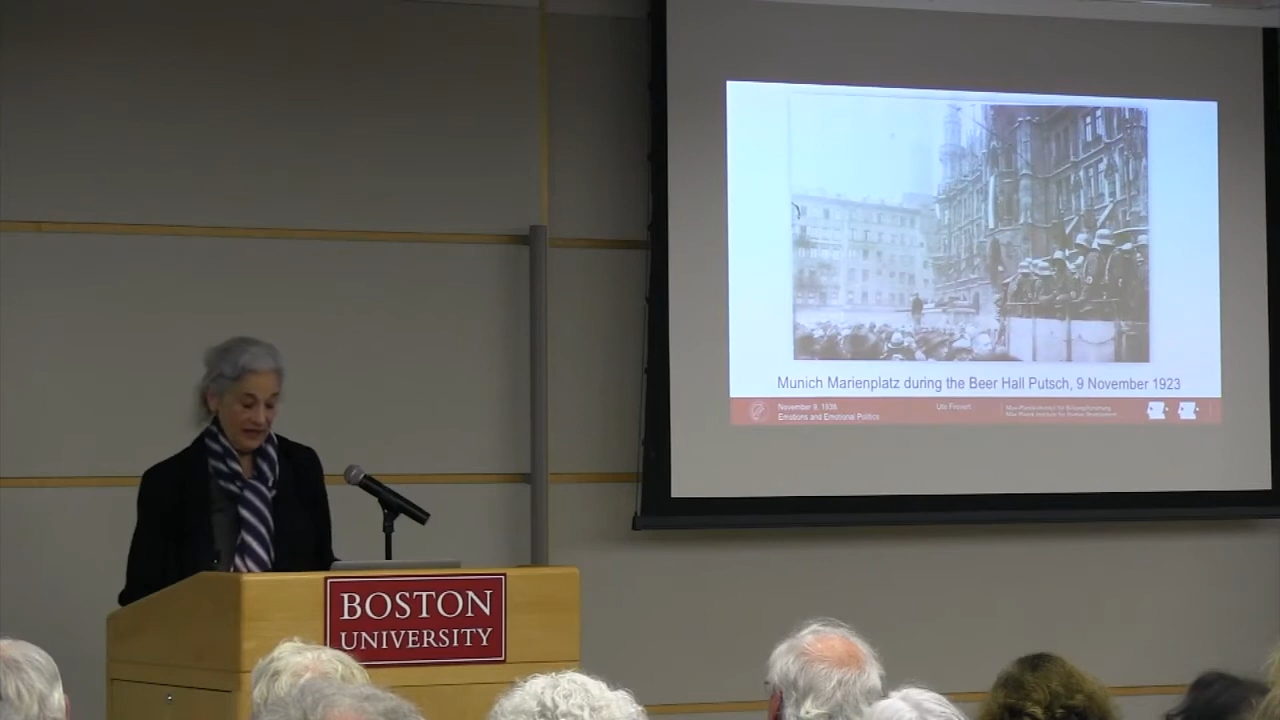 Munich Marienplatz during the Beer Hall Putsch, 9 November 1923
November 9, 1938
Emotions and Emotional Politics
Ute Frevert
Max-Planck-Institut für Bildungsforschung
Max Planck Institute for Human Development
BOSTON
UNIVERSITY